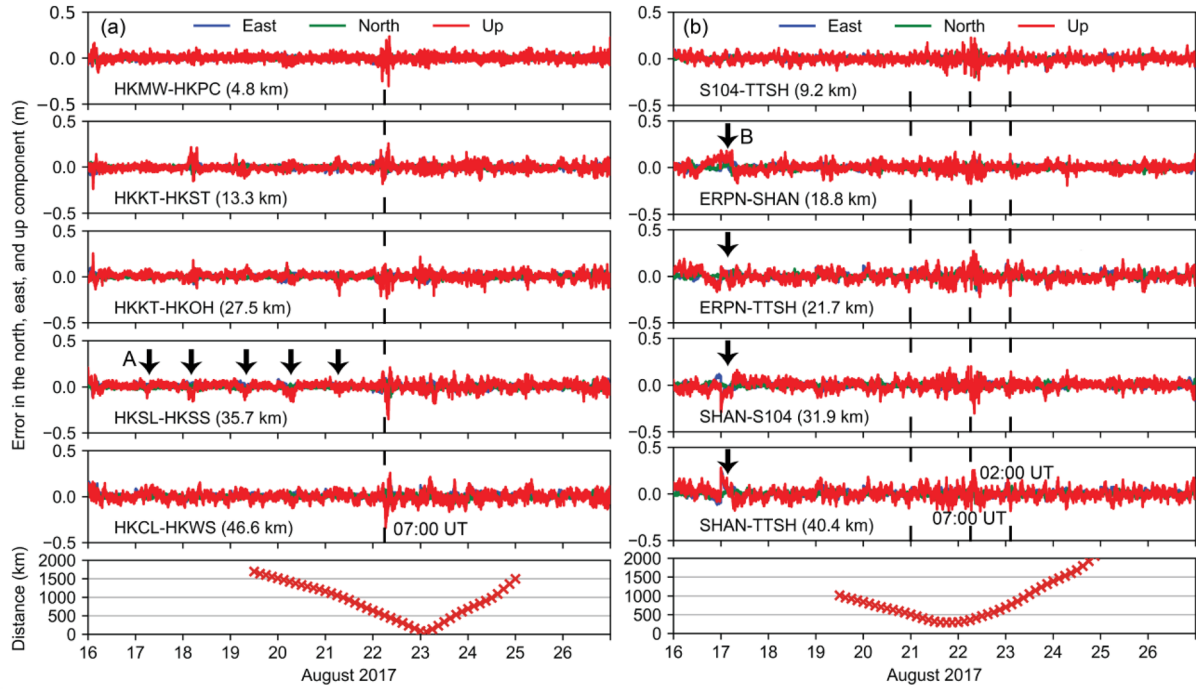 Error in the north, east, and up component (m)
(a)
East
North
Up
0.5
0.0
−0.5
HKMW-HKPC (4.8 km)
0.5
0.0
−0.5
HKKT-HKST (13.3 km)
0.5
0.0
−0.5
HKKT-HKOH (27.5 km)
0.5
0.0
−0.5
A
HKSL-HKSS (35.7 km)
0.5
0.0
−0.5
HKCL-HKWS (46.6 km)
07:00 UT
Distance (km)
2000
1500
1000
500
0
16 17 18 19 20 21 22 23 24 25 26
August 2017
(b)
East
North
Up
0.5
0.0
−0.5
S104-TTSH (9.2 km)
0.5
0.0
−0.5
B
ERPN-SHAN (18.8 km)
0.5
0.0
−0.5
ERPN-TTSH (21.7 km)
0.5
0.0
−0.5
SHAN-S104 (31.9 km)
0.5
0.0
−0.5
02:00 UT
07:00 UT
SHAN-TTSH (40.4 km)
2000
1500
1000
500
0
16 17 18 19 20 21 22 23 24 25 26
August 2017